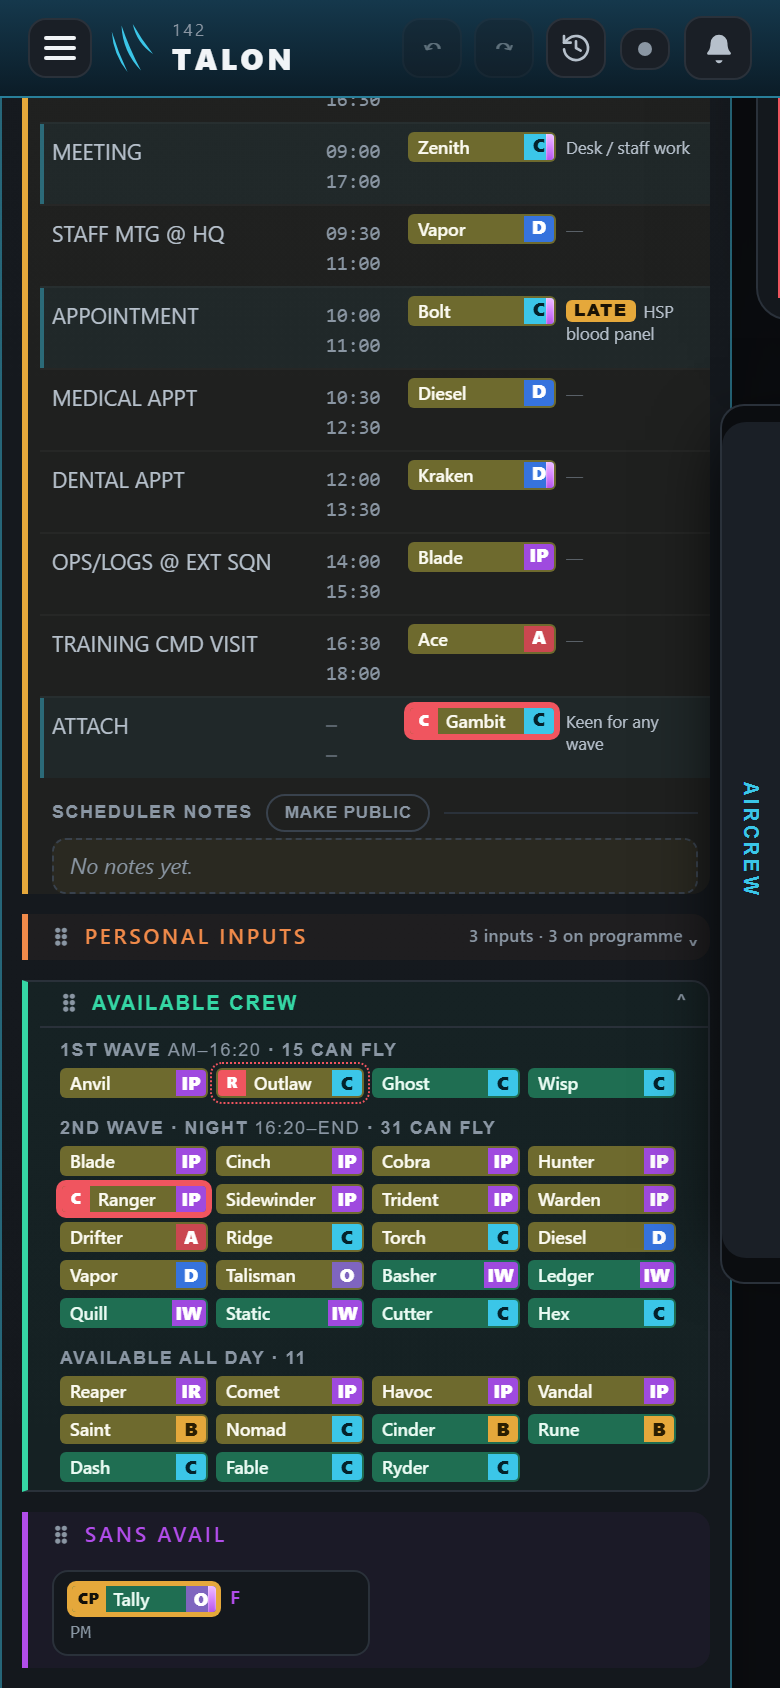 142
TALON
16:30
MEETING 09:00 Zenith C Desk / staff work
17:00
STAFF MTG @ HQ 09:30 Vapor D —
11:00
APPOINTMENT 10:00 Bolt C LATE HSP
11:00 blood panel
MEDICAL APPT 10:30 Diesel D —
12:30
DENTAL APPT 12:00 Kraken D —
13:30
OPS/LOGS @ EXT SQN 14:00 Blade IP —
15:30
TRAINING CMD VISIT 16:30 Ace A —
18:00
ATTACH – C Gambit C Keen for any
– wave
SCHEDULER NOTES MAKE PUBLIC
No notes yet.
AIRCREW
PERSONAL INPUTS 3 inputs · 3 on programme
AVAILABLE CREW
1ST WAVE AM–16:20 · 15 CAN FLY
Anvil IP R Outlaw C Ghost C Wisp C
2ND WAVE · NIGHT 16:20–END · 31 CAN FLY
Blade IP Cinch IP Cobra IP Hunter IP
C Ranger IP Sidewinder IP Trident IP Warden IP
Drifter A Ridge C Torch C Diesel D
Vapor D Talisman O Basher IW Ledger IW
Quill IW Static IW Cutter C Hex C
AVAILABLE ALL DAY · 11
Reaper IR Comet IP Havoc IP Vandal IP
Saint B Nomad C Cinder B Rune B
Dash C Fable C Ryder C
SANS AVAIL
CP Tally O F
PM